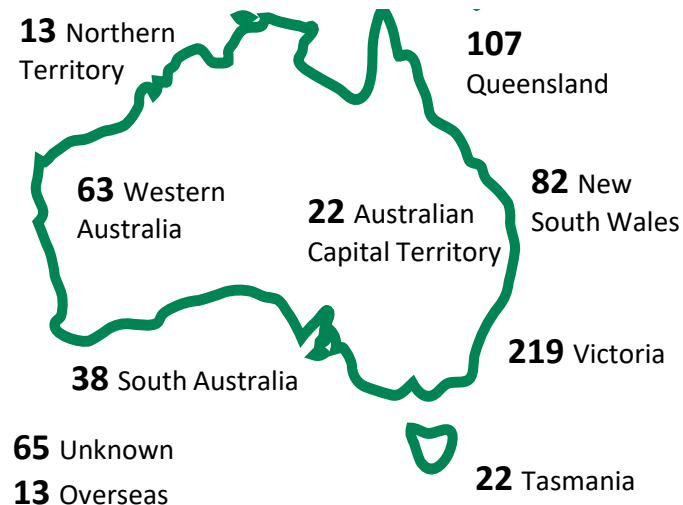 13 Northern
Territory
107
Queensland
63 Western
Australia
22 Australian
Capital Territory
82 New
South Wales
219 Victoria
38 South Australia
65 Unknown
13 Overseas
22 Tasmania